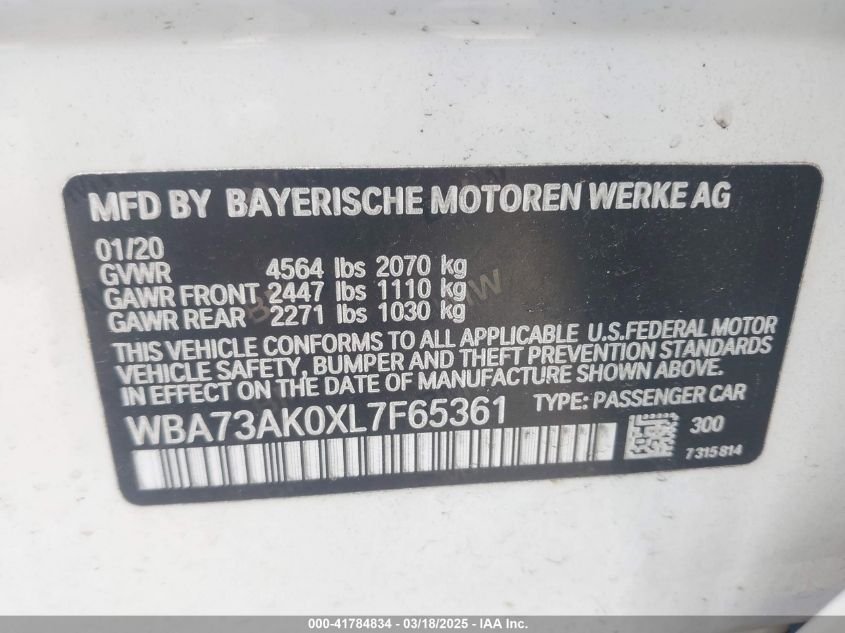 MFD BY BAYERISCHE MOTOREN WERKE AG
01/20
GVWR 4564 lbs 2070 kg
GAWR FRONT 2447 lbs 1110 kg
GAWR REAR 2271 lbs 1030 kg
THIS VEHICLE CONFORMS TO ALL APPLICABLE U.S.FEDERAL MOTOR
VEHICLE SAFETY, BUMPER AND THEFT PREVENTION STANDARDS
IN EFFECT ON THE DATE OF MANUFACTURE SHOWN ABOVE.
WBA73AK0XL7F65361 TYPE: PASSENGER CAR
300
7315814
000-41784834 - 03/18/2025 - IAA Inc.